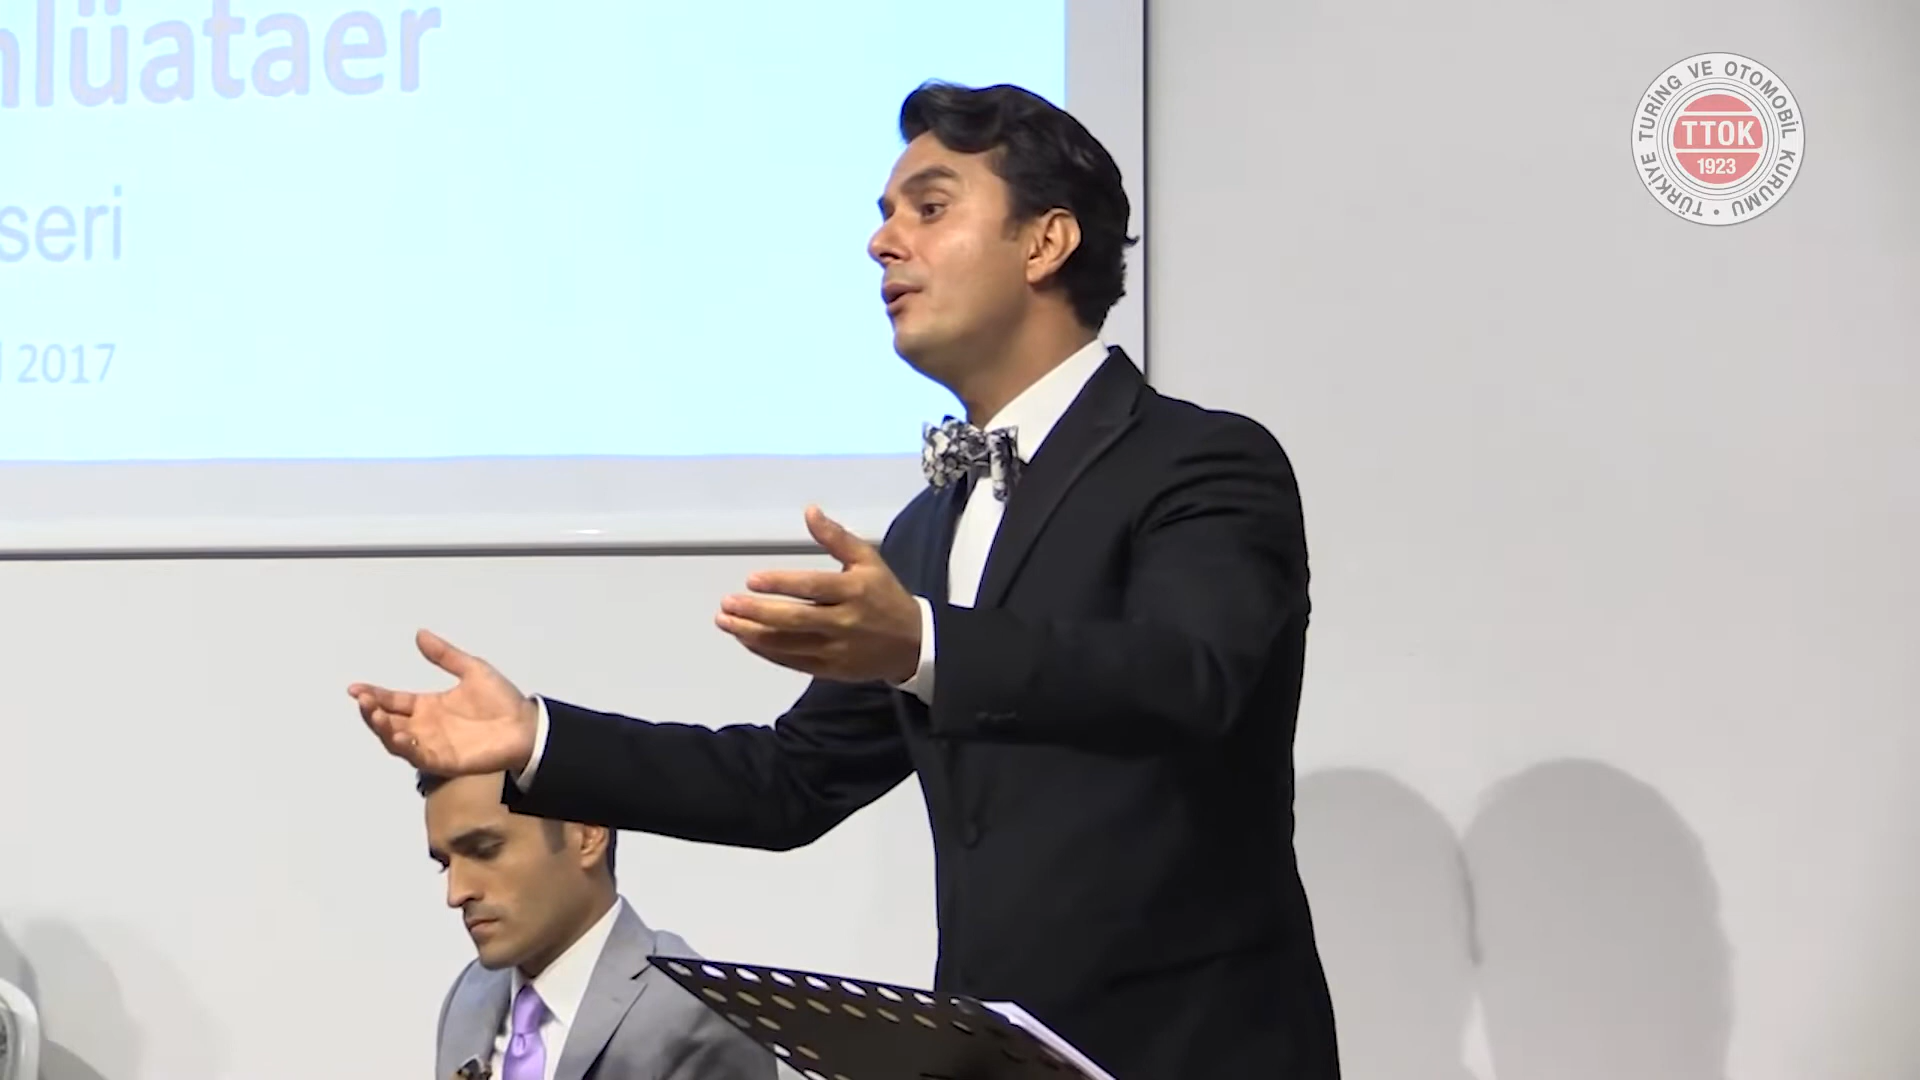 nlüataer
seri
2017
TÜRKİYE TURİNG VE OTOMOBİL KURUMU •
TTOK
1923